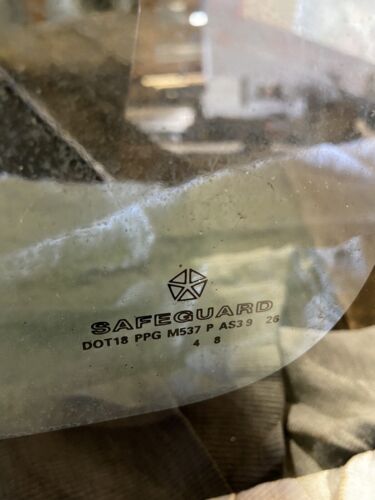 SAFEGUARD
DOT18 PPG M537 P AS3 9 26
4 8